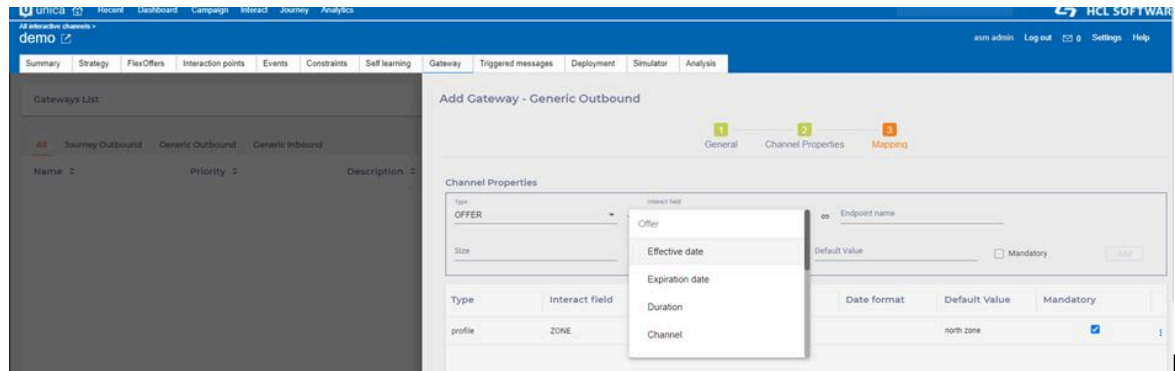 unica Recent Dashboard Campaign Interact Journey Analytics HCL SOFTWAR
All interactive channels >
demo asm admin Log out 0 Settings Help
Summary Strategy FlexOffers Interaction points Events Constraints Self learning Gateway Triggered messages Deployment Simulator Analysis
Gateways List
Add Gateway - Generic Outbound
1 2 3
General Channel Properties Mapping
All Journey Outbound Generic Outbound Generic Inbound
Name Priority Description
Channel Properties
Type Interact field
OFFER Endpoint name
Offer
Size Effective date Default Value Mandatory Add
Expiration date
Type Interact field Date format Default Value Mandatory
Duration
profile ZONE north zone
Channel